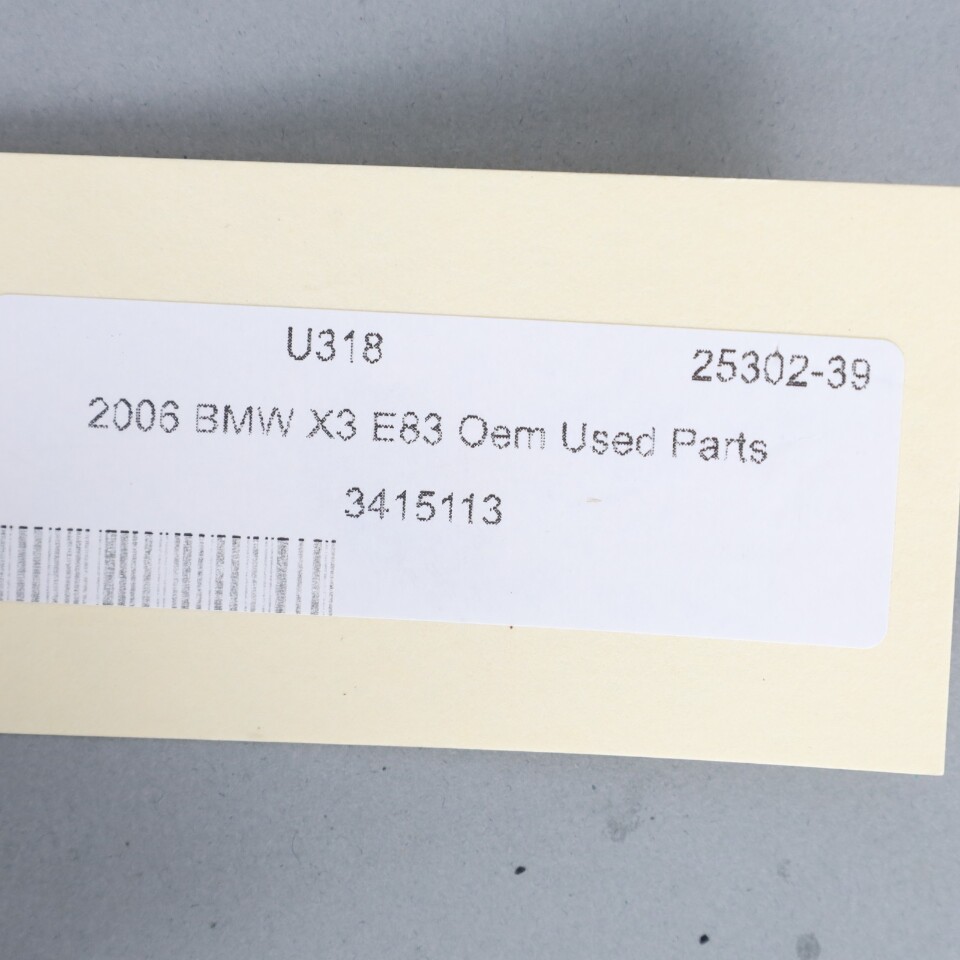 U318
25302-39
2006 BMW X3 E83 Oem Used Parts
3415113